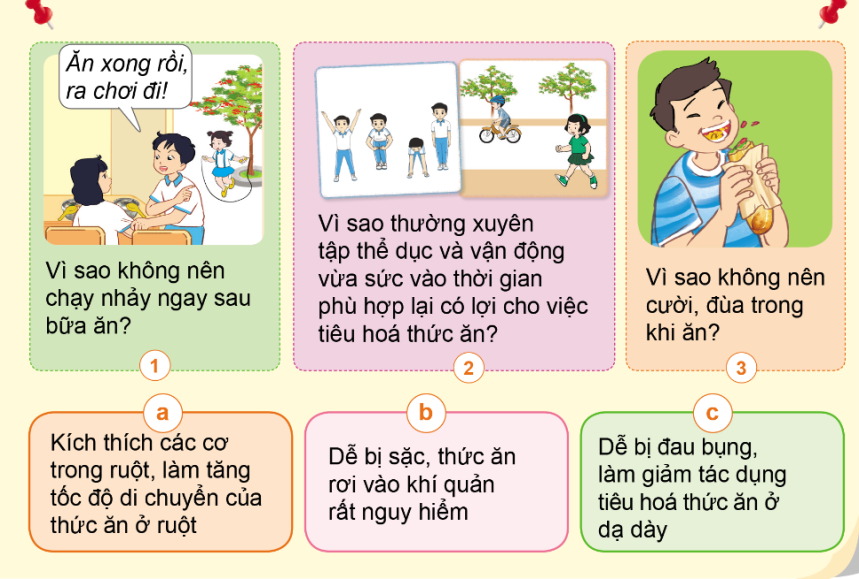 Ăn xong rồi,
ra chơi đi!
Vì sao không nên
chạy nhảy ngay sau
bữa ăn?
1
Vì sao thường xuyên
tập thể dục và vận động
vừa sức vào thời gian
phù hợp lại có lợi cho việc
tiêu hoá thức ăn?
2
Vì sao không nên
cười, đùa trong
khi ăn?
3
a
Kích thích các cơ
trong ruột, làm tăng
tốc độ di chuyển của
thức ăn ở ruột
b
Dễ bị sặc, thức ăn
rơi vào khí quản
rất nguy hiểm
c
Dễ bị đau bụng,
làm giảm tác dụng
tiêu hoá thức ăn ở
dạ dày